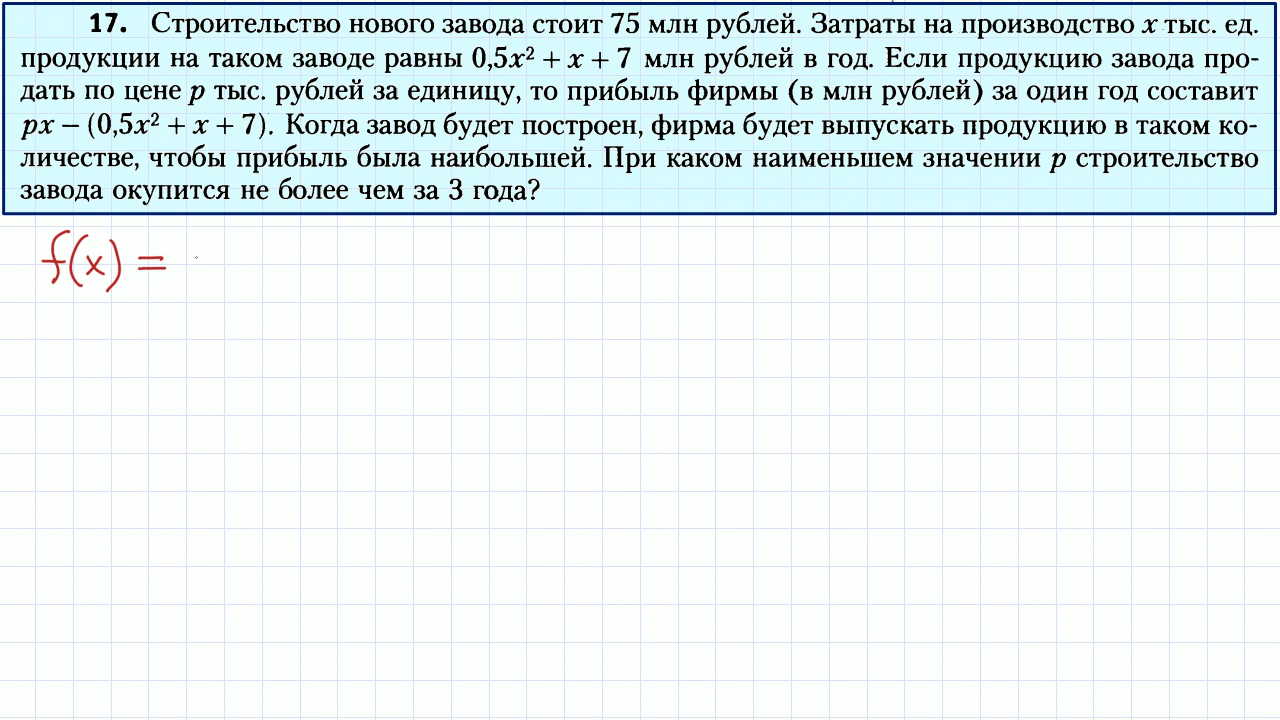 17. Строительство нового завода стоит 75 млн рублей. Затраты на производство x тыс. ед.
продукции на таком заводе равны 0,5x² + x + 7 млн рублей в год. Если продукцию завода про-
дать по цене p тыс. рублей за единицу, то прибыль фирмы (в млн рублей) за один год составит
px − (0,5x² + x + 7). Когда завод будет построен, фирма будет выпускать продукцию в таком ко-
личестве, чтобы прибыль была наибольшей. При каком наименьшем значении p строительство
завода окупится не более чем за 3 года?
f(x) =